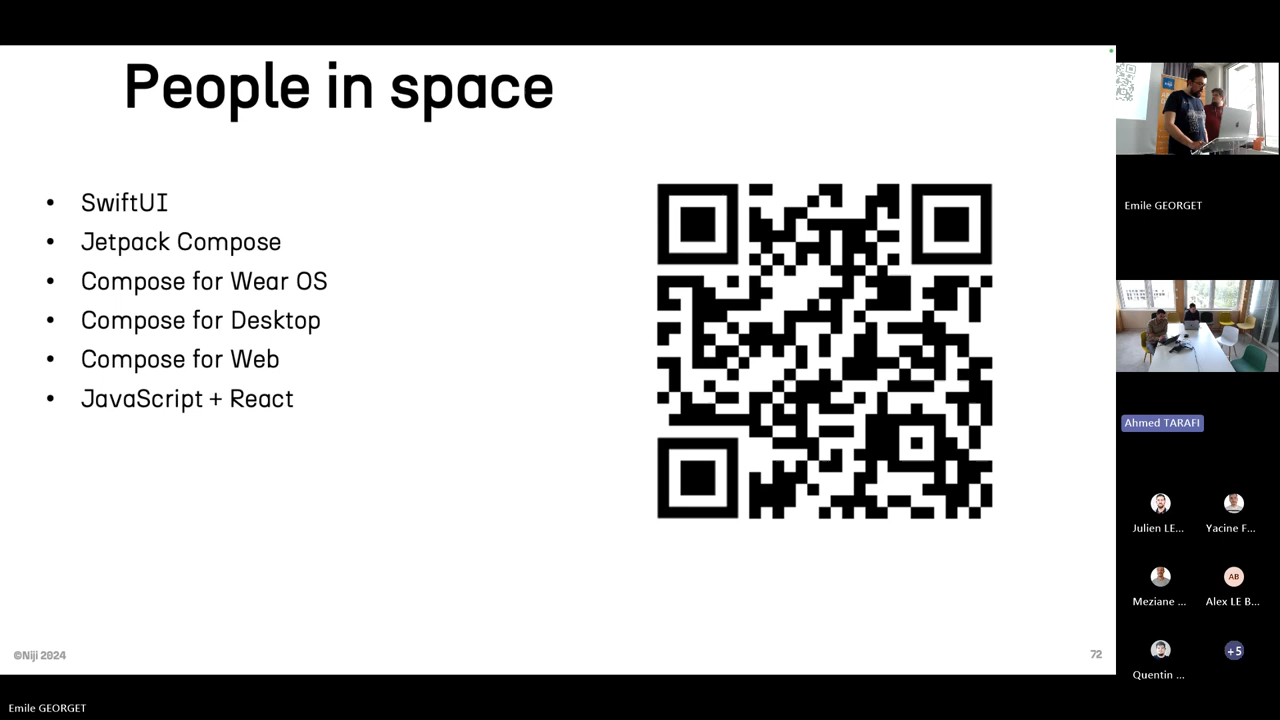 People in space
• SwiftUI
• Jetpack Compose
• Compose for Wear OS
• Compose for Desktop
• Compose for Web
• JavaScript + React
©Niji 2024
72
Emile GEORGET
Ahmed TARAFI
Julien LE...
Yacine F...
Meziane ...
AB
Alex LE B...
Quentin ...
+5
Emile GEORGET